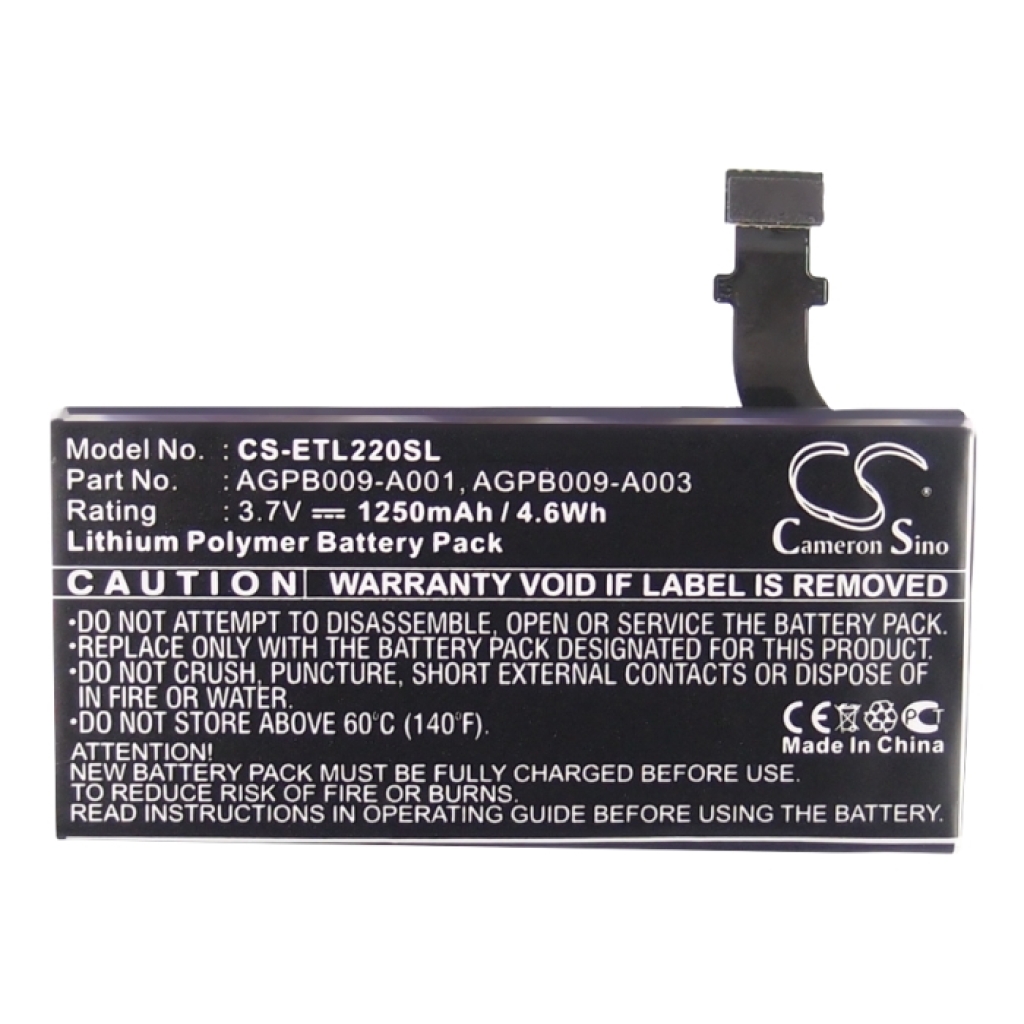 Model No. : CS-ETL220SL
Part No. : AGPB009-A001, AGPB009-A003
Rating : 3.7V 1250mAh / 4.6Wh
Lithium Polymer Battery Pack
CS ®
Cameron Sino
CAUTION WARRANTY VOID IF LABEL IS REMOVED
•DO NOT ATTEMPT TO DISASSEMBLE, OPEN OR SERVICE THE BATTERY PACK.
•REPLACE ONLY WITH THE BATTERY PACK DESIGNATED FOR THIS PRODUCT.
•DO NOT CRUSH, PUNCTURE, SHORT EXTERNAL CONTACTS OR DISPOSE OF
IN FIRE OR WATER.
•DO NOT STORE ABOVE 60°C (140°F).
CE PCT
Made In China
ATTENTION!
NEW BATTERY PACK MUST BE FULLY CHARGED BEFORE USE.
TO REDUCE RISK OF FIRE OR BURNS.
READ INSTRUCTIONS IN OPERATING GUIDE BEFORE USING THE BATTERY.